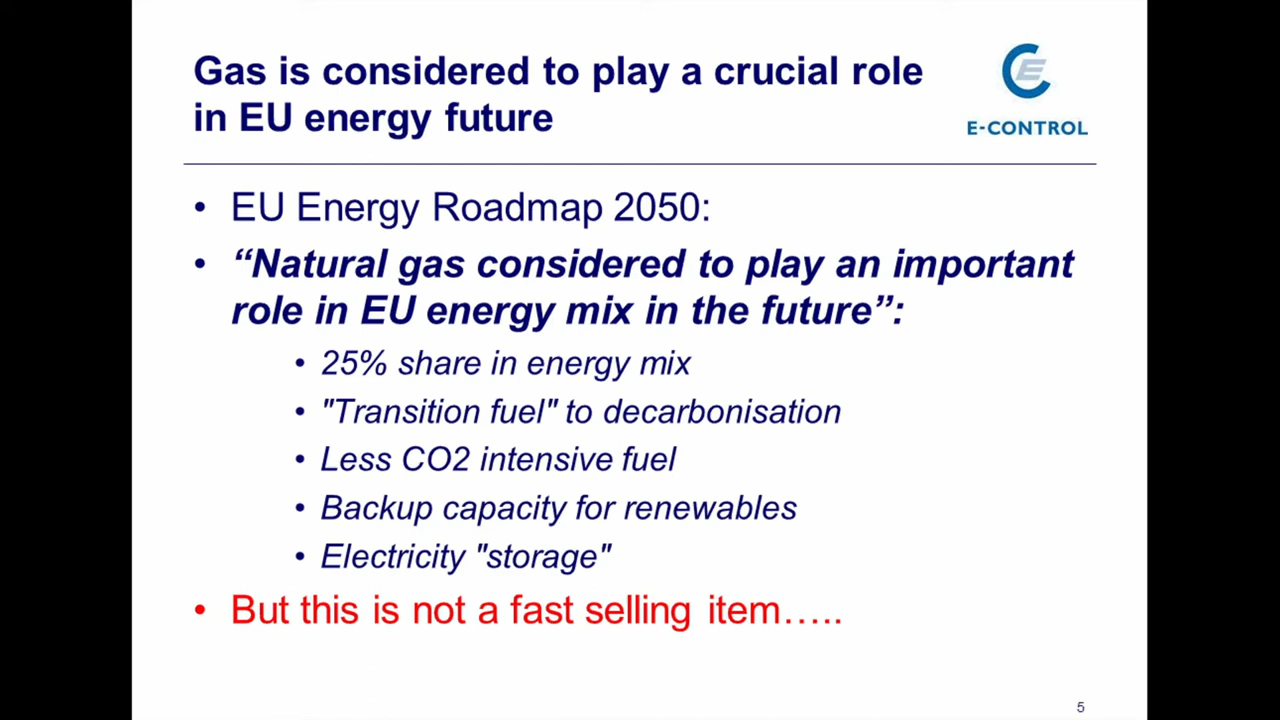 Gas is considered to play a crucial role
in EU energy future
E-CONTROL
• EU Energy Roadmap 2050:
• “Natural gas considered to play an important
role in EU energy mix in the future”:
• 25% share in energy mix
• "Transition fuel" to decarbonisation
• Less CO2 intensive fuel
• Backup capacity for renewables
• Electricity "storage"
• But this is not a fast selling item…..
5